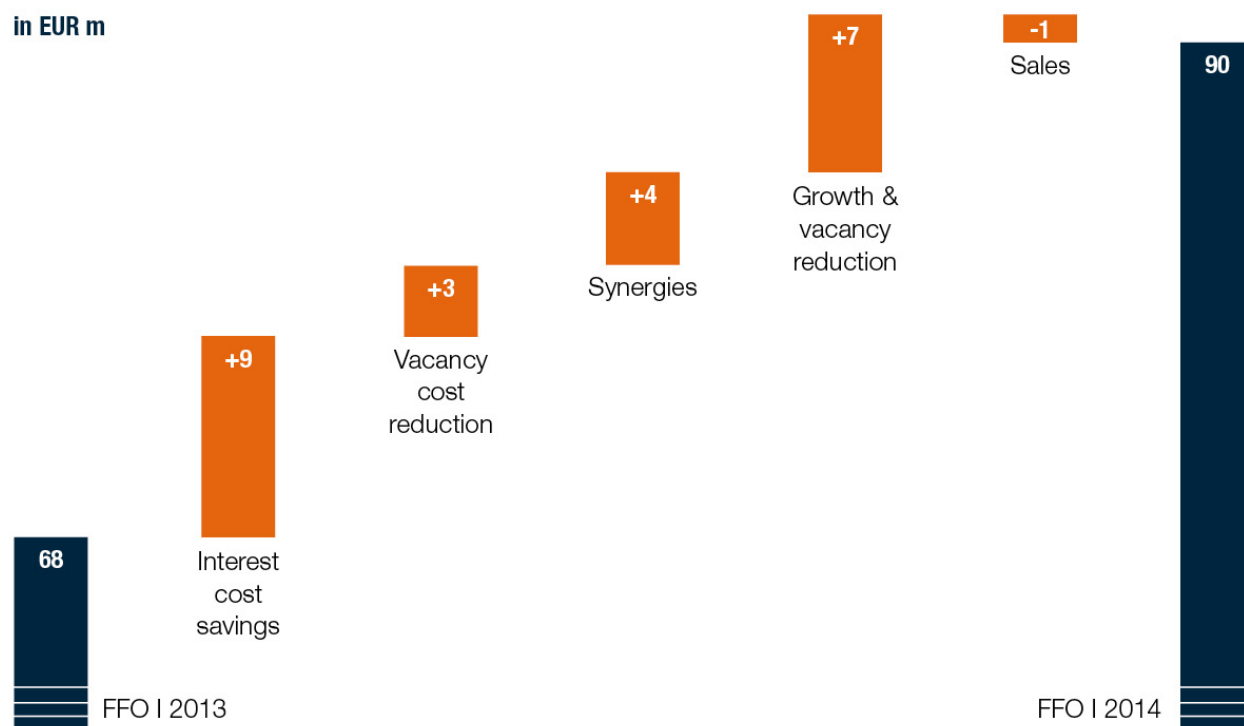 in EUR m
68
FFO I 2013
+9
Interest
cost
savings
+3
Vacancy
cost
reduction
+4
Synergies
+7
Growth &
vacancy
reduction
-1
Sales
90
FFO I 2014